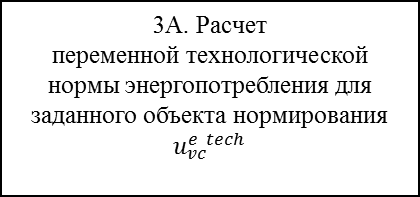 3А. Расчет
переменной технологической
нормы энергопотребления для
заданного объекта нормирования
$u_{vc}^{e\ tech}$